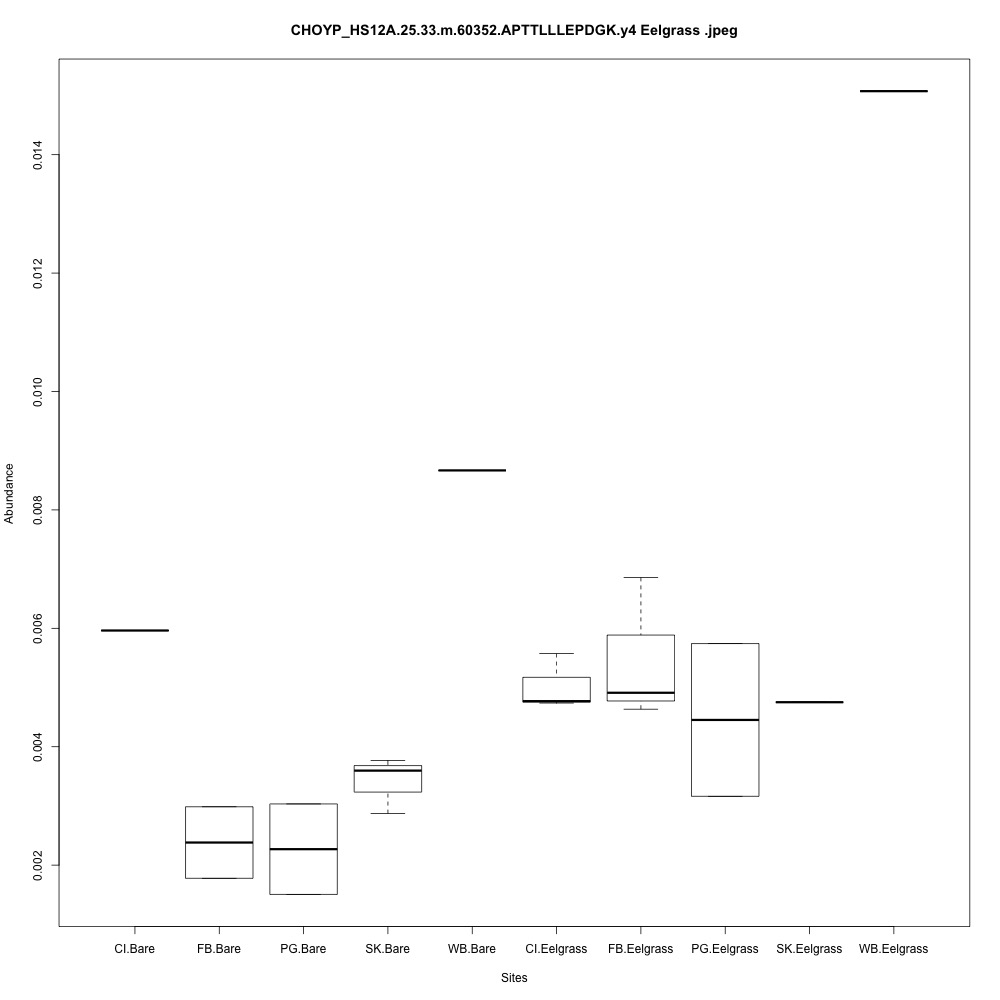 CHOYP_HS12A.25.33.m.60352.APTTLLLEPDGK.y4 Eelgrass .jpeg
Abundance
0.014
0.012
0.010
0.008
0.006
0.004
0.002
CI.Bare FB.Bare PG.Bare SK.Bare WB.Bare CI.Eelgrass FB.Eelgrass PG.Eelgrass SK.Eelgrass WB.Eelgrass
Sites